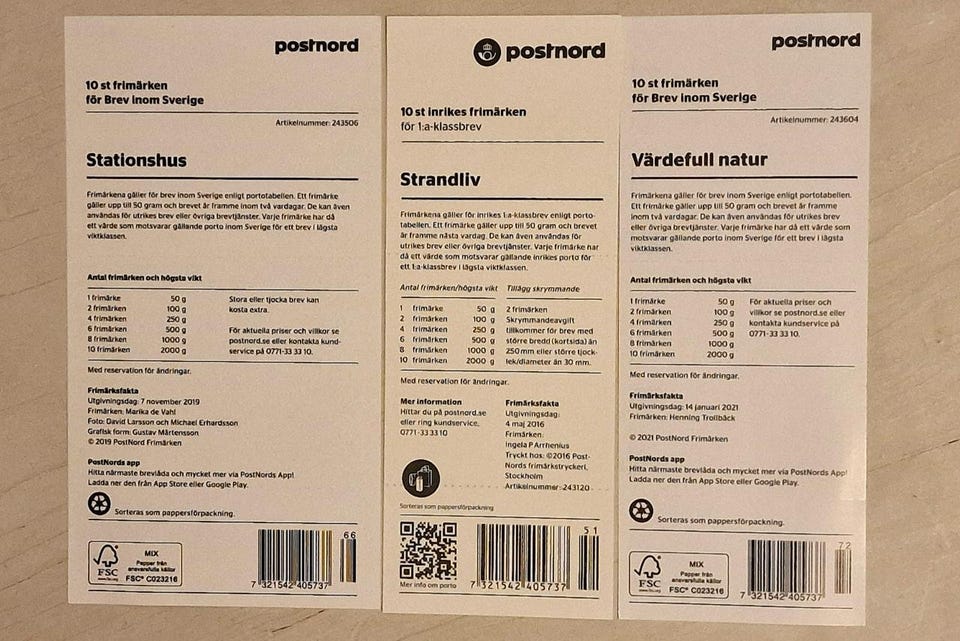 postnord
10 st frimärken
för Brev inom Sverige
Artikelnummer: 243506
Stationshus
Frimärkena gäller för brev inom Sverige enligt portotabellen. Ett frimärke
gäller upp till 50 gram och brevet är framme inom två vardagar. De kan även
användas för utrikes brev eller övriga brevtjänster. Varje frimärke har då
ett värde som motsvarar gällande porto inom Sverige för ett brev i lägsta
viktklassen.
Antal frimärken och högsta vikt
1 frimärke 50 g
2 frimärken 100 g
4 frimärken 250 g
6 frimärken 500 g
8 frimärken 1000 g
10 frimärken 2000 g
Stora eller tjocka brev kan
kosta extra.
För aktuella priser och villkor se
postnord.se eller kontakta kund-
service på 0771-33 33 10.
Med reservation för ändringar.
Frimärksfakta
Utgivningsdag: 7 november 2019
Frimärken: Marika de Vahl
Foto: David Larsson och Michael Erhardsson
Grafisk form: Gustav Mårtensson
© 2019 PostNord Frimärken
PostNords app
Hitta närmaste brevlåda och mycket mer via PostNords App!
Ladda ner den från App Store eller Google Play.
Sorteras som pappersförpackning.
FSC
www.fsc.org
MIX
Papper från
ansvarsfulla källor
FSC® C023216
66
7 321542 405737
postnord
10 st inrikes frimärken
för 1:a-klassbrev
Strandliv
Frimärkena gäller för inrikes 1:a-klassbrev enligt porto-
tabellen. Ett frimärke gäller upp till 50 gram och brevet
är framme nästa vardag. De kan även användas för
utrikes brev eller övriga brevtjänster. Varje frimärke har
då ett värde som motsvarar gällande inrikes porto för
ett 1:a-klassbrev i lägsta viktklassen.
Antal frimärken/högsta vikt
1 frimärke 50 g
2 frimärken 100 g
4 frimärken 250 g
6 frimärken 500 g
8 frimärken 1000 g
10 frimärken 2000 g
Tillägg skrymmande
2 frimärken
Skrymmandeavgift
tillkommer för brev med
större bredd (kortsida) än
250 mm eller större tjock-
lek/diameter än 30 mm.
Med reservation för ändringar.
Mer information
Hittar du på postnord.se
eller ring kundservice,
0771-33 33 10
Frimärksfakta
Utgivningsdag:
4 maj 2016
Frimärken:
Ingela P Arrhenius
Tryckt hos: ©2016 Post-
Nords frimärkstryckeri,
Stockholm
Artikelnummer: 243120
Sorteras som pappersförpackning
Mer info om porto
51
7 321542 405737
postnord
10 st frimärken
för Brev inom Sverige
Artikelnummer: 243604
Värdefull natur
Frimärkena gäller för brev inom Sverige enligt portotabellen.
Ett frimärke gäller upp till 50 gram och brevet är framme
inom två vardagar. De kan även användas för utrikes brev
eller övriga brevtjänster. Varje frimärke har då ett värde som
motsvarar gällande porto inom Sverige för ett brev i lägsta
viktklassen.
Antal frimärken och högsta vikt
1 frimärke 50 g
2 frimärken 100 g
4 frimärken 250 g
6 frimärken 500 g
8 frimärken 1000 g
10 frimärken 2000 g
För aktuella priser och
villkor se postnord.se eller
kontakta kundservice på
0771-33 33 10.
Med reservation för ändringar.
Frimärksfakta
Utgivningsdag: 14 januari 2021
Frimärken: Henning Trollbäck
© 2021 PostNord Frimärken
PostNords app
Hitta närmaste brevlåda och mycket mer via PostNords App!
Ladda ner den från App Store eller Google Play.
Sorteras som pappersförpackning.
FSC
www.fsc.org
MIX
Papper från
ansvarsfulla källor
FSC® C023216
72
7 321542 405737